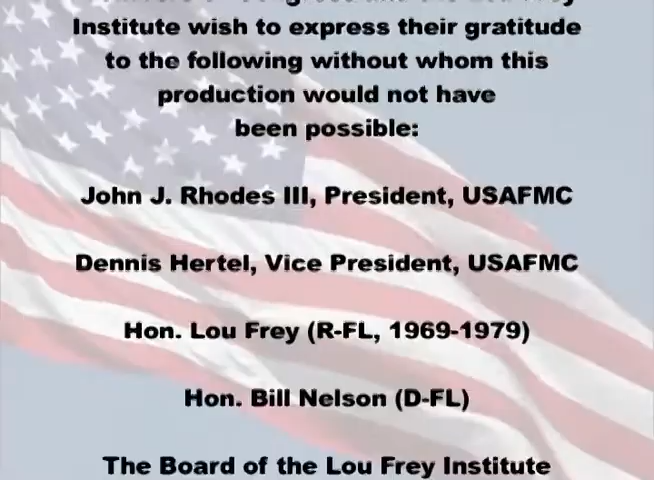 Institute wish to express their gratitude
to the following without whom this
production would not have
been possible:
John J. Rhodes III, President, USAFMC
Dennis Hertel, Vice President, USAFMC
Hon. Lou Frey (R-FL, 1969-1979)
Hon. Bill Nelson (D-FL)
The Board of the Lou Frey Institute